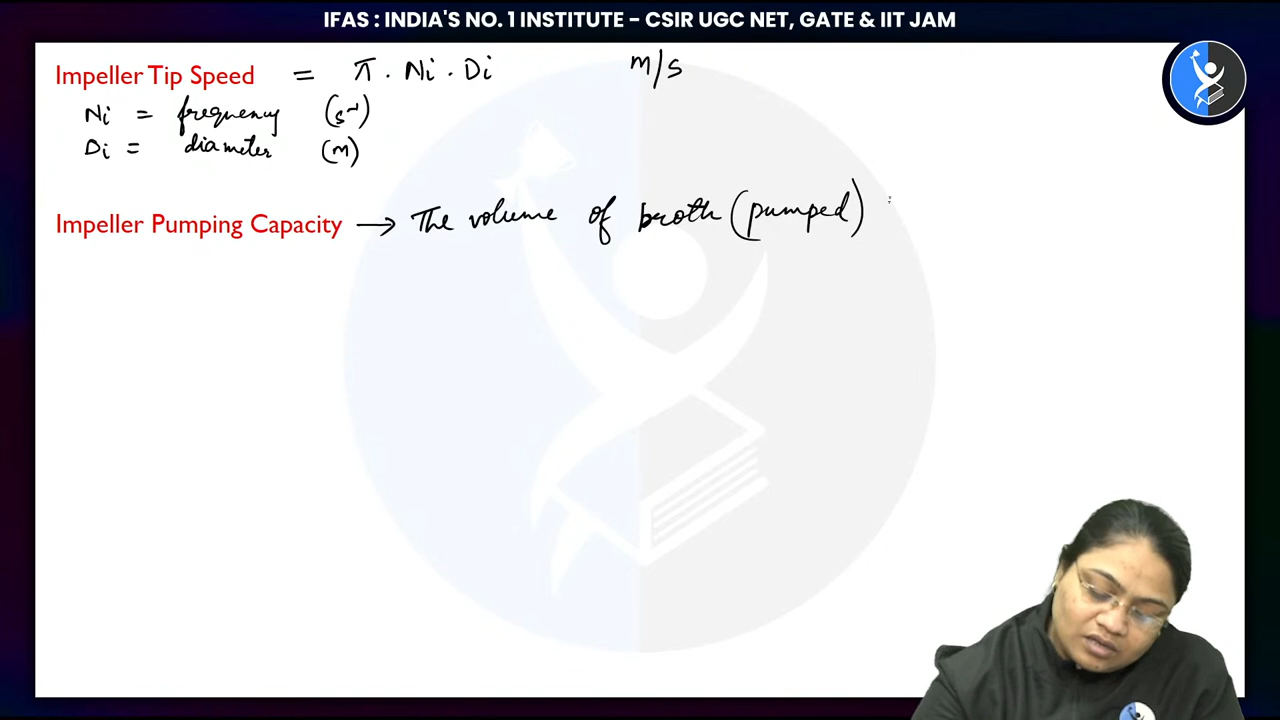 IFAS : INDIA'S NO. 1 INSTITUTE - CSIR UGC NET, GATE & IIT JAM
Impeller Tip Speed = π . Ni . Di m/s
Ni = frequency (s⁻¹)
Di = diameter (m)
Impeller Pumping Capacity → The volume of broth (pumped)